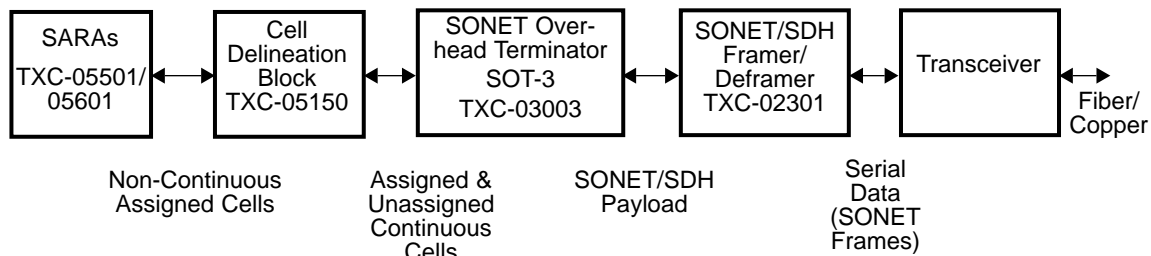 SARAs
TXC-05501/
05601
Cell
Delineation
Block
TXC-05150
SONET Over-
head Terminator
SOT-3
TXC-03003
SONET/SDH
Framer/
Deframer
TXC-02301
Transceiver
Fiber/
Copper
Non-Continuous
Assigned Cells
Assigned &
Unassigned
Continuous
Cells
SONET/SDH
Payload
Serial
Data
(SONET
Frames)